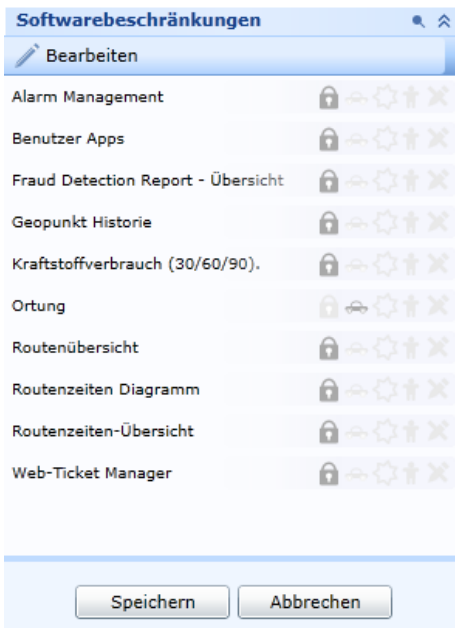 Softwarebeschränkungen
Bearbeiten
Alarm Management
Benutzer Apps
Fraud Detection Report - Übersicht
Geopunkt Historie
Kraftstoffverbrauch (30/60/90).
Ortung
Routenübersicht
Routenzeiten Diagramm
Routenzeiten-Übersicht
Web-Ticket Manager
Speichern Abbrechen